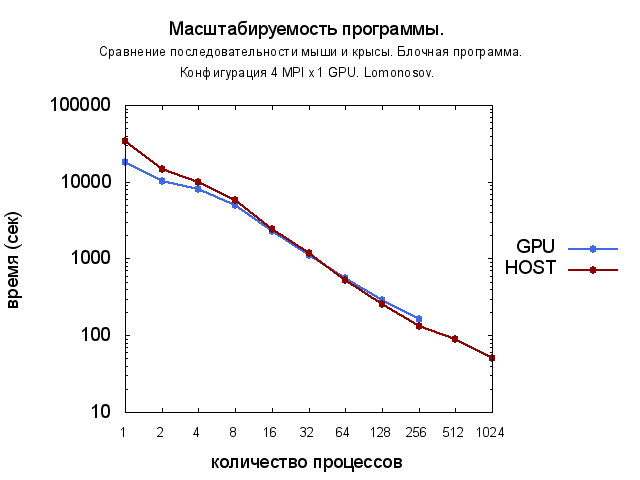 Масштабируемость программы.
Сравнение последовательности мыши и крысы. Блочная программа.
Конфигурация 4 MPI x 1 GPU. Lomonosov.
100000
10000
1000
100
10
время (сек)
GPU
HOST
1 2 4 8 16 32 64 128 256 512 1024
количество процессов